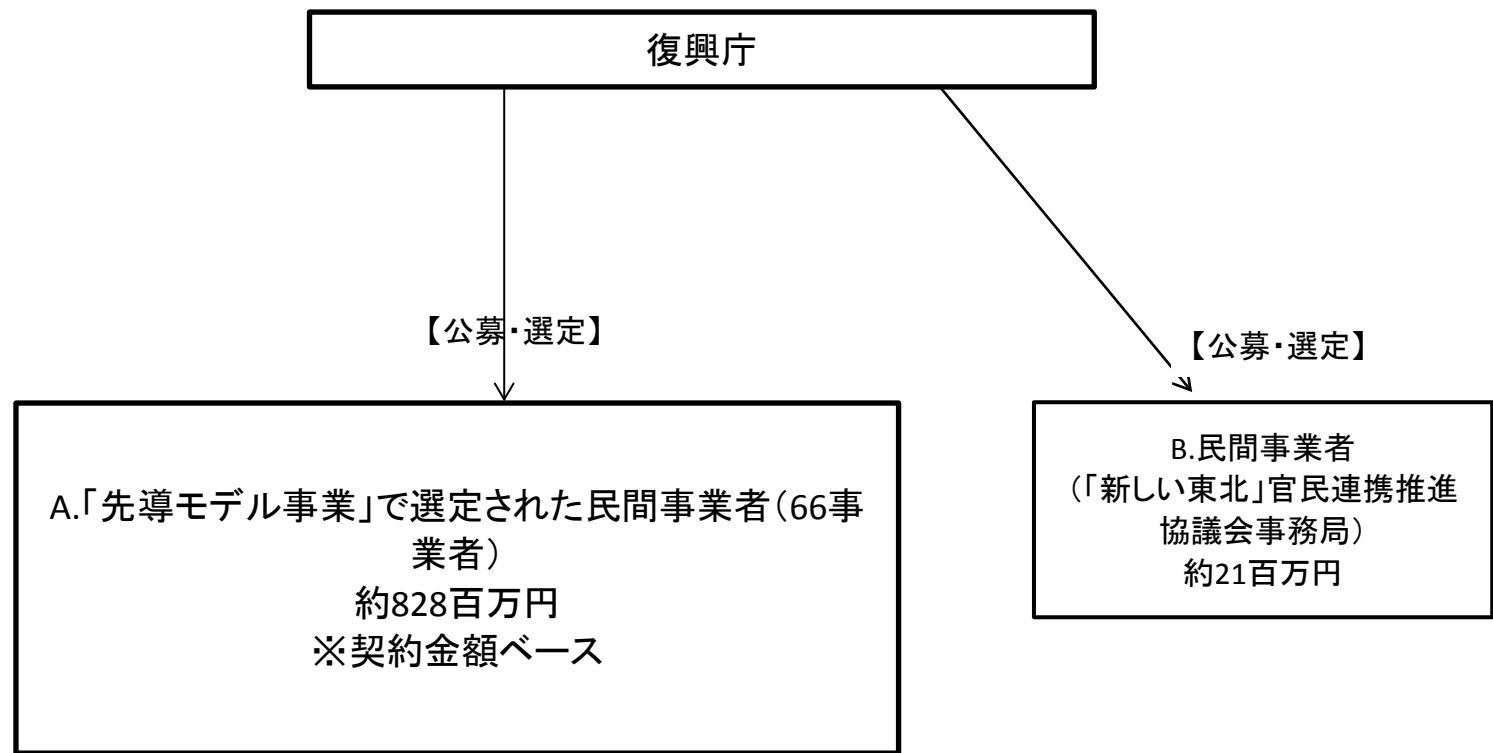 復興庁
【公募・選定】
【公募・選定】
A.「先導モデル事業」で選定された民間事業者（66事
業者）
約828百万円
※契約金額ベース
B.民間事業者
（「新しい東北」官民連携推進
協議会事務局）
約21百万円